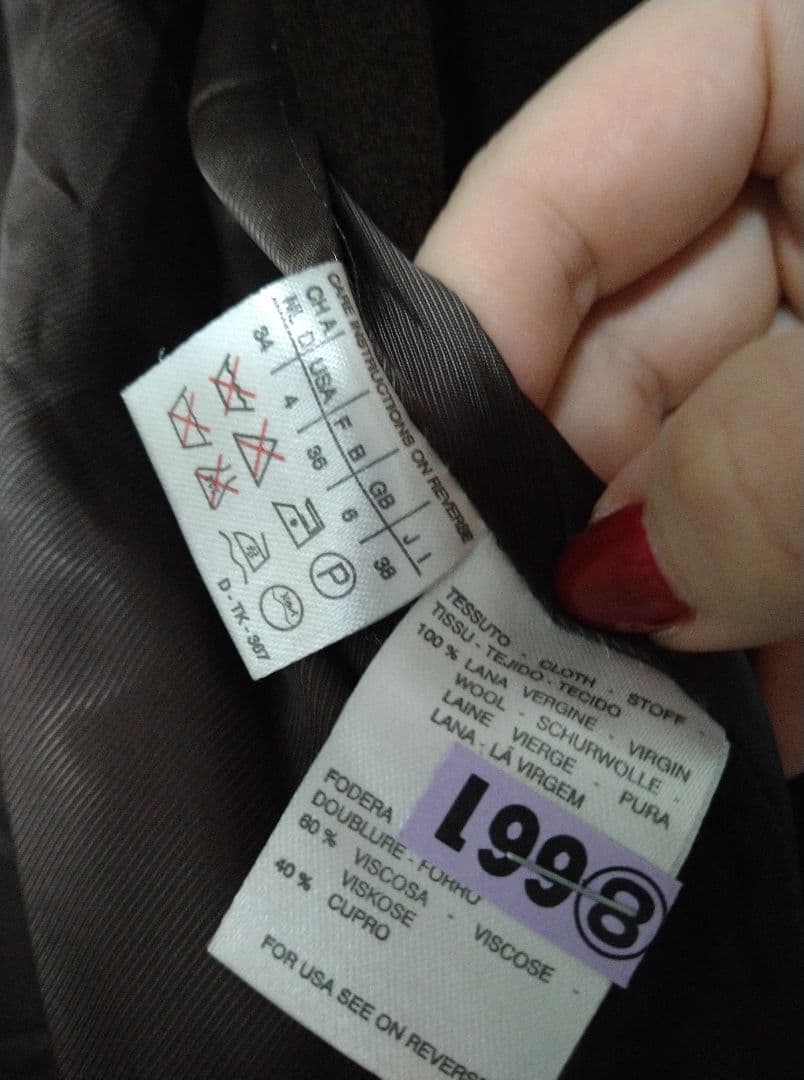 CARE INSTRUCTIONS ON REVERSE
CH A
NL D USA F B GB J I
34 4 36 6 38
P
D - TK - 367
TESSUTO - CLOTH - STOFF -
TISSU - TEJIDO - TECIDO
100 % LANA VERGINE - VIRGIN
WOOL - SCHURWOLLE -
LAINE VIERGE - PURA
LANA - LÃ VIRGEM
FODERA
DOUBLURE - FORRO
60 % VISCOSA - VISCOSE -
VISKOSE
40 % CUPRO
FOR USA SEE ON REVERSE
L998